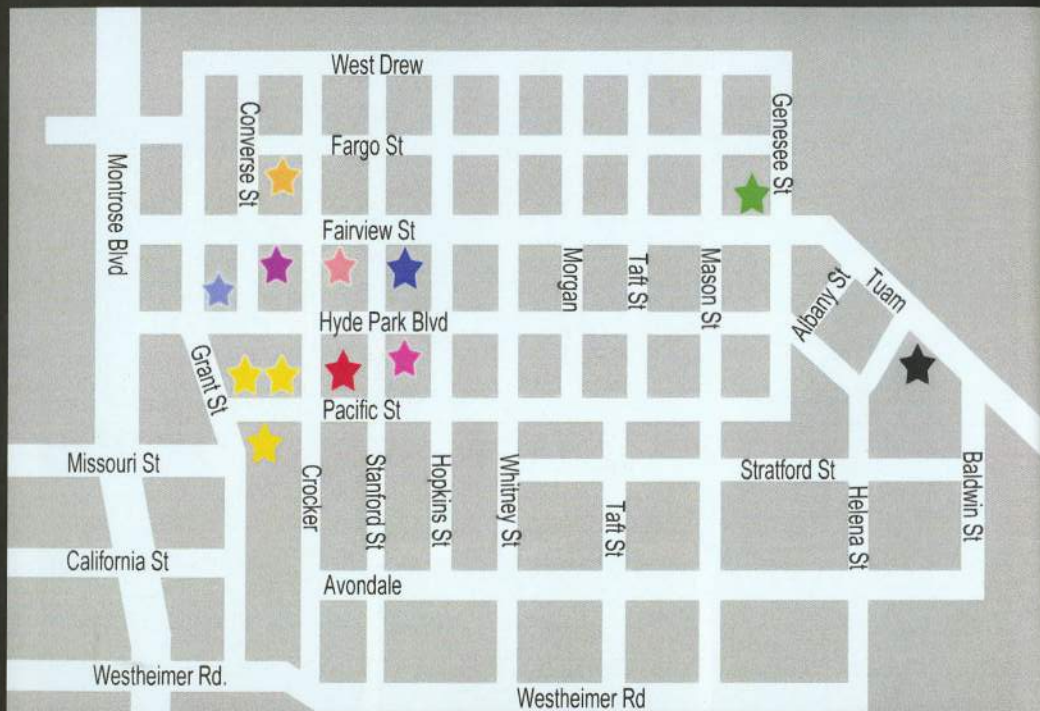 West Drew
Converse St
Genesee St
Fargo St
Montrose Blvd
Fairview St
Morgan
Taft St
Mason St
Albany St
Tuam
Hyde Park Blvd
Grant St
Pacific St
Missouri St
Crocker
Stanford St
Hopkins St
Whitney St
Stratford St
Baldwin St
Helena St
Taft St
California St
Avondale
Westheimer Rd.
Westheimer Rd